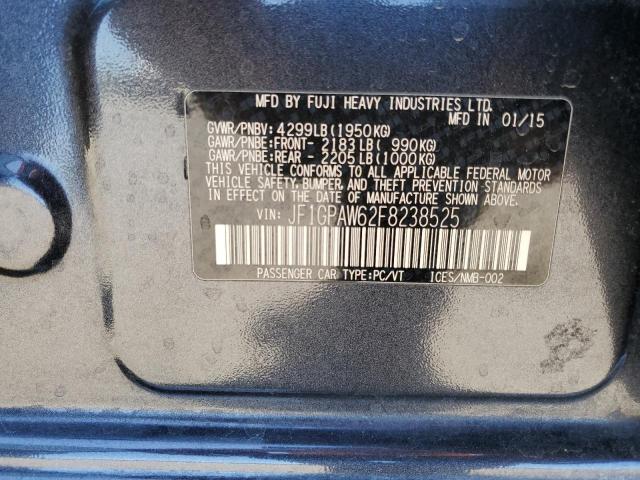 MFD BY FUJI HEAVY INDUSTRIES LTD.
MFD IN 01/15
GVWR/PNBV: 4299LB(1950KG)
GAWR/PNBE:FRONT- 2183LB( 990KG)
GAWR/PNBE:REAR - 2205LB(1000KG)
THIS VEHICLE CONFORMS TO ALL APPLICABLE FEDERAL MOTOR
VEHICLE SAFETY, BUMPER, AND THEFT PREVENTION STANDARDS
IN EFFECT ON THE DATE OF MANUFACTURE SHOWN ABOVE.
VIN: JF1GPAW62F8238525
PASSENGER CAR TYPE:PC/VT ICES/NMB-002